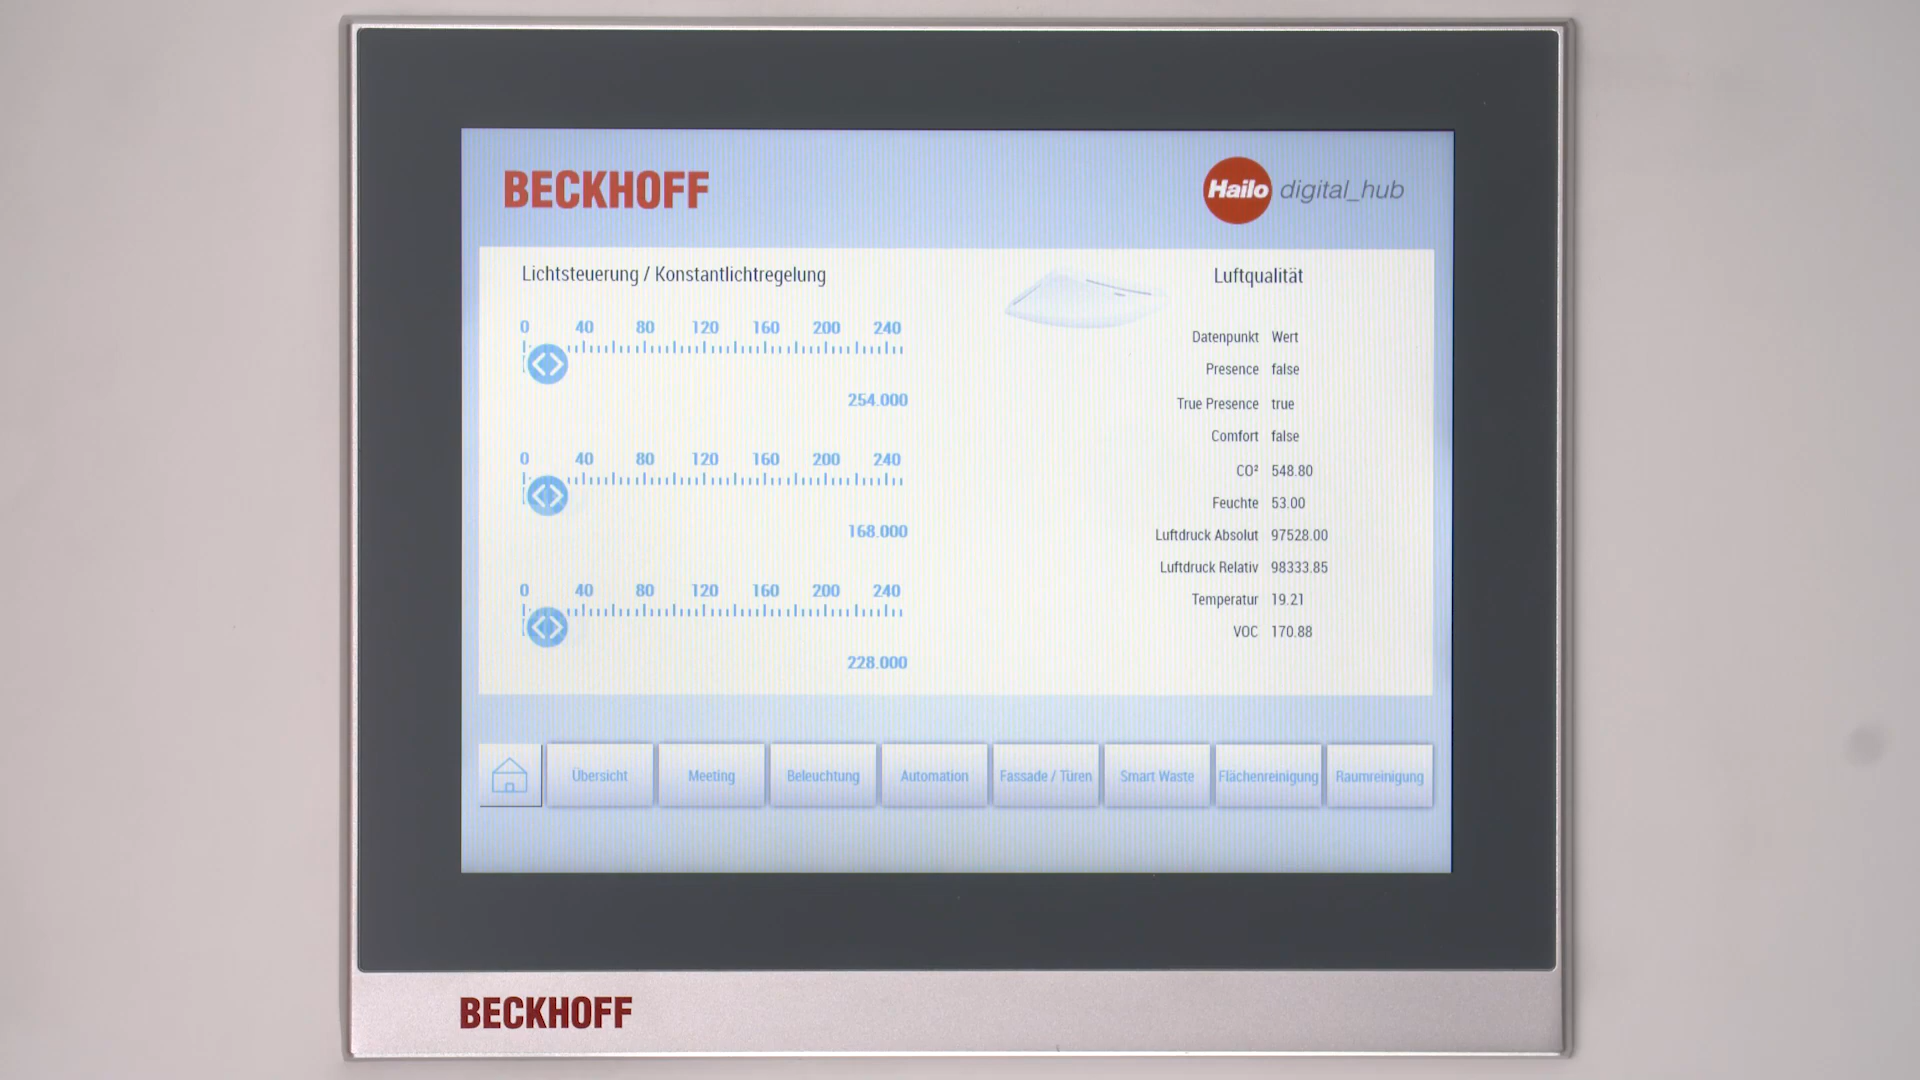 BECKHOFF
Hailo digital_hub
Lichtsteuerung / Konstantlichtregelung
0 40 80 120 160 200 240
254.000
0 40 80 120 160 200 240
168.000
0 40 80 120 160 200 240
228.000
Luftqualität
Datenpunkt Wert
Presence false
True Presence true
Comfort false
CO² 548.80
Feuchte 53.00
Luftdruck Absolut 97528.00
Luftdruck Relativ 98333.85
Temperatur 19.21
VOC 170.88
Übersicht Meeting Beleuchtung Automation Fassade / Türen Smart Waste Flächenreinigung Raumreinigung
BECKHOFF